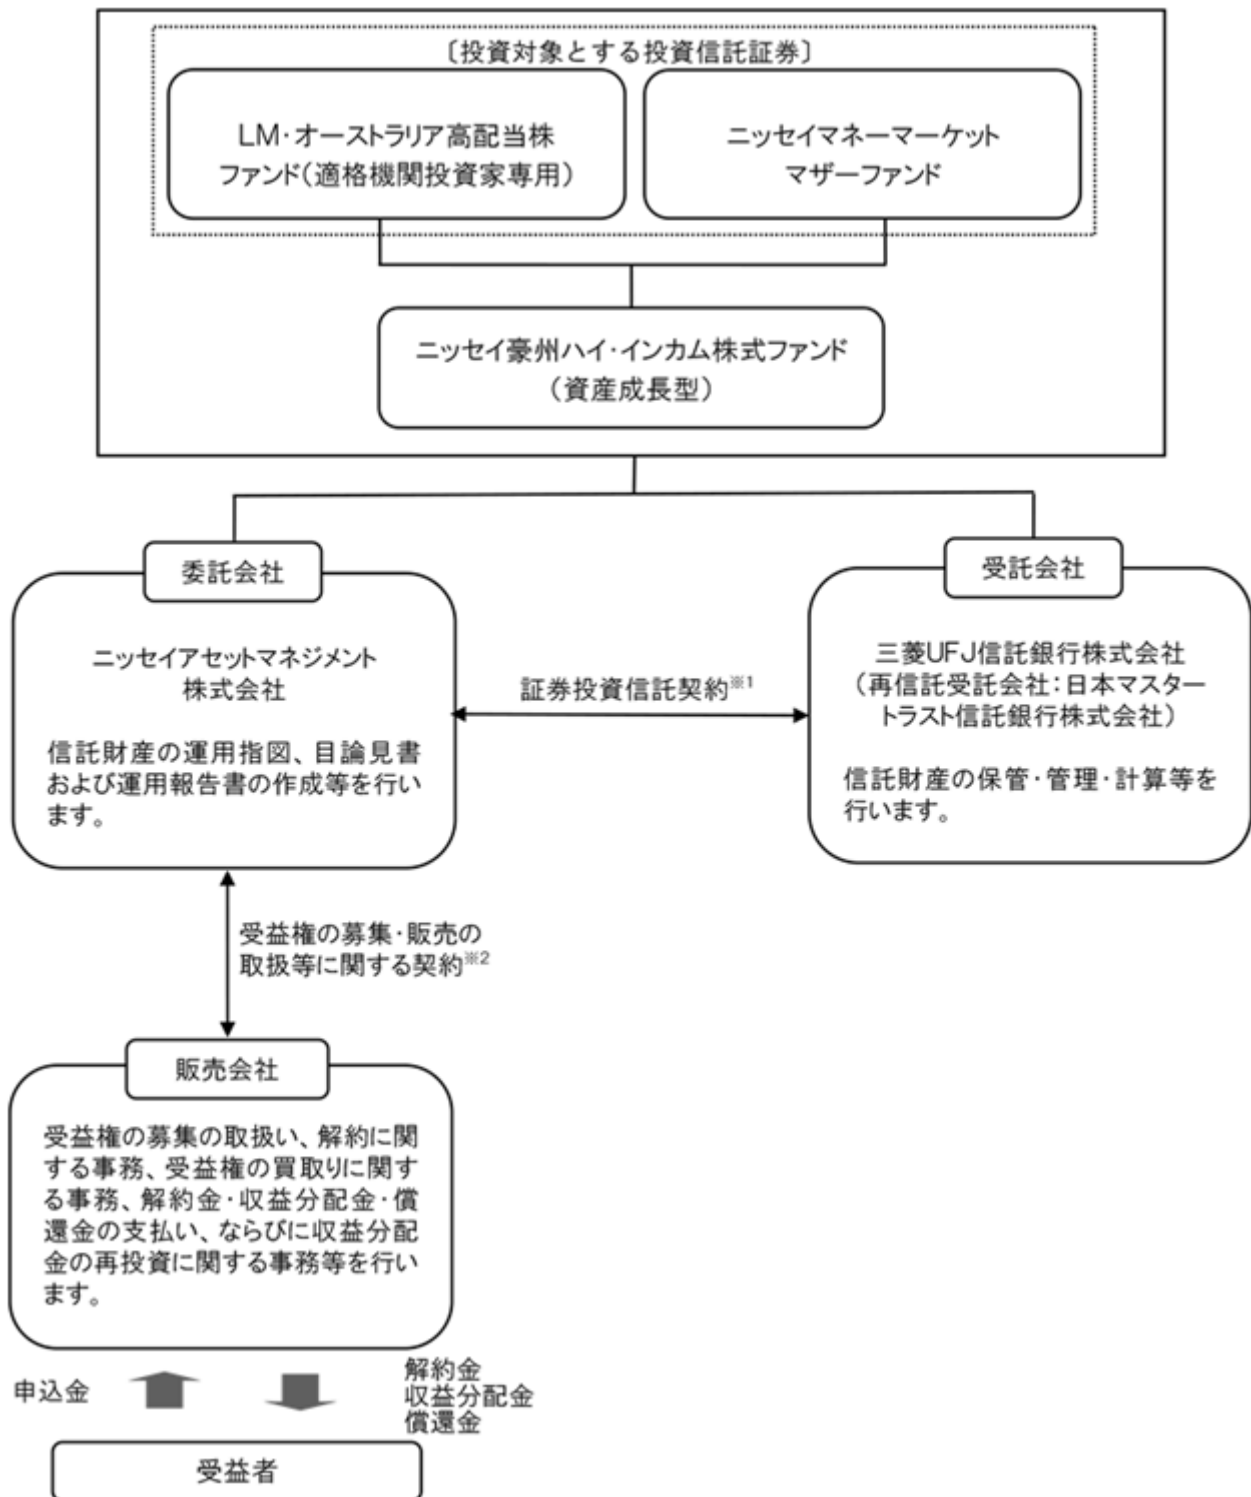 〔投資対象とする投資信託証券〕
LM・オーストラリア高配当株
ファンド(適格機関投資家専用)
ニッセイマネーマーケット
マザーファンド
ニッセイ豪州ハイ・インカム株式ファンド
(資産成長型)
委託会社
ニッセイアセットマネジメント
株式会社
信託財産の運用指図、目論見書
および運用報告書の作成等を行い
ます。
証券投資信託契約※1
受託会社
三菱UFJ信託銀行株式会社
(再信託受託会社:日本マスター
トラスト信託銀行株式会社)
信託財産の保管・管理・計算等を
行います。
受益権の募集・販売の
取扱等に関する契約※2
販売会社
受益権の募集の取扱い、解約に関
する事務、受益権の買取りに関す
る事務、解約金・収益分配金・償
還金の支払い、ならびに収益分配
金の再投資に関する事務等を行い
ます。
申込金
解約金
収益分配金
償還金
受益者